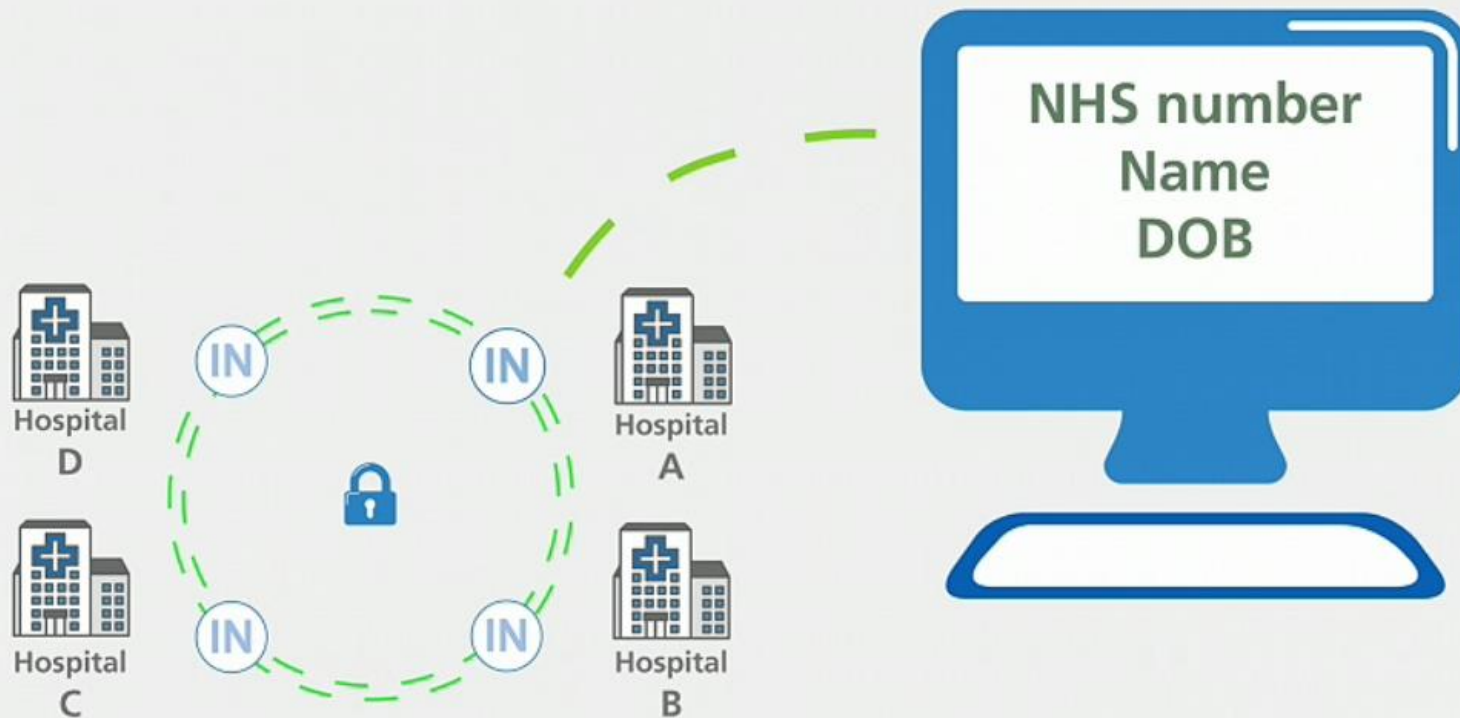 NHS number
Name
DOB
IN
IN
Hospital
D
Hospital
A
IN
IN
Hospital
C
Hospital
B